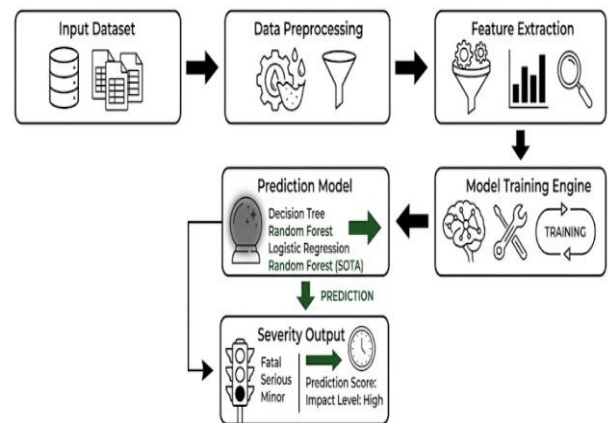 Input Dataset
Data Preprocessing
Feature Extraction
Model Training Engine
TRAINING
Prediction Model
Decision Tree
Random Forest
Logistic Regression
Random Forest (SOTA)
PREDICTION
Severity Output
Fatal
Serious
Minor
Prediction Score:
Impact Level: High